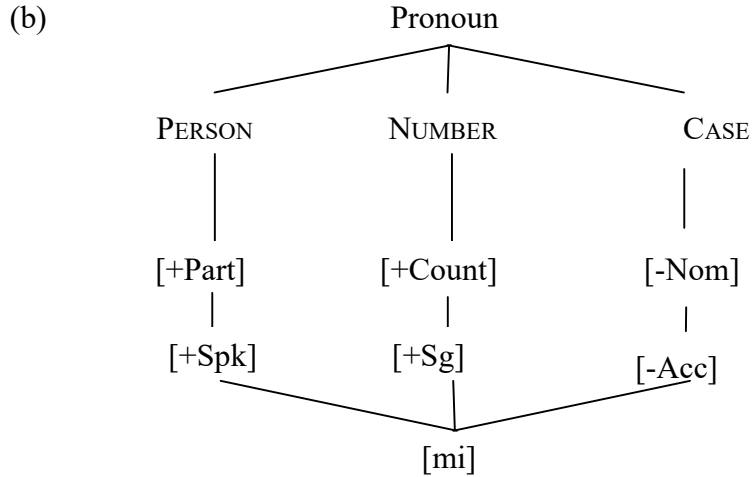 (b) Pronoun
PERSON NUMBER CASE
[+Part] [+Count] [-Nom]
[+Spk] [+Sg] [-Acc]
[mi]